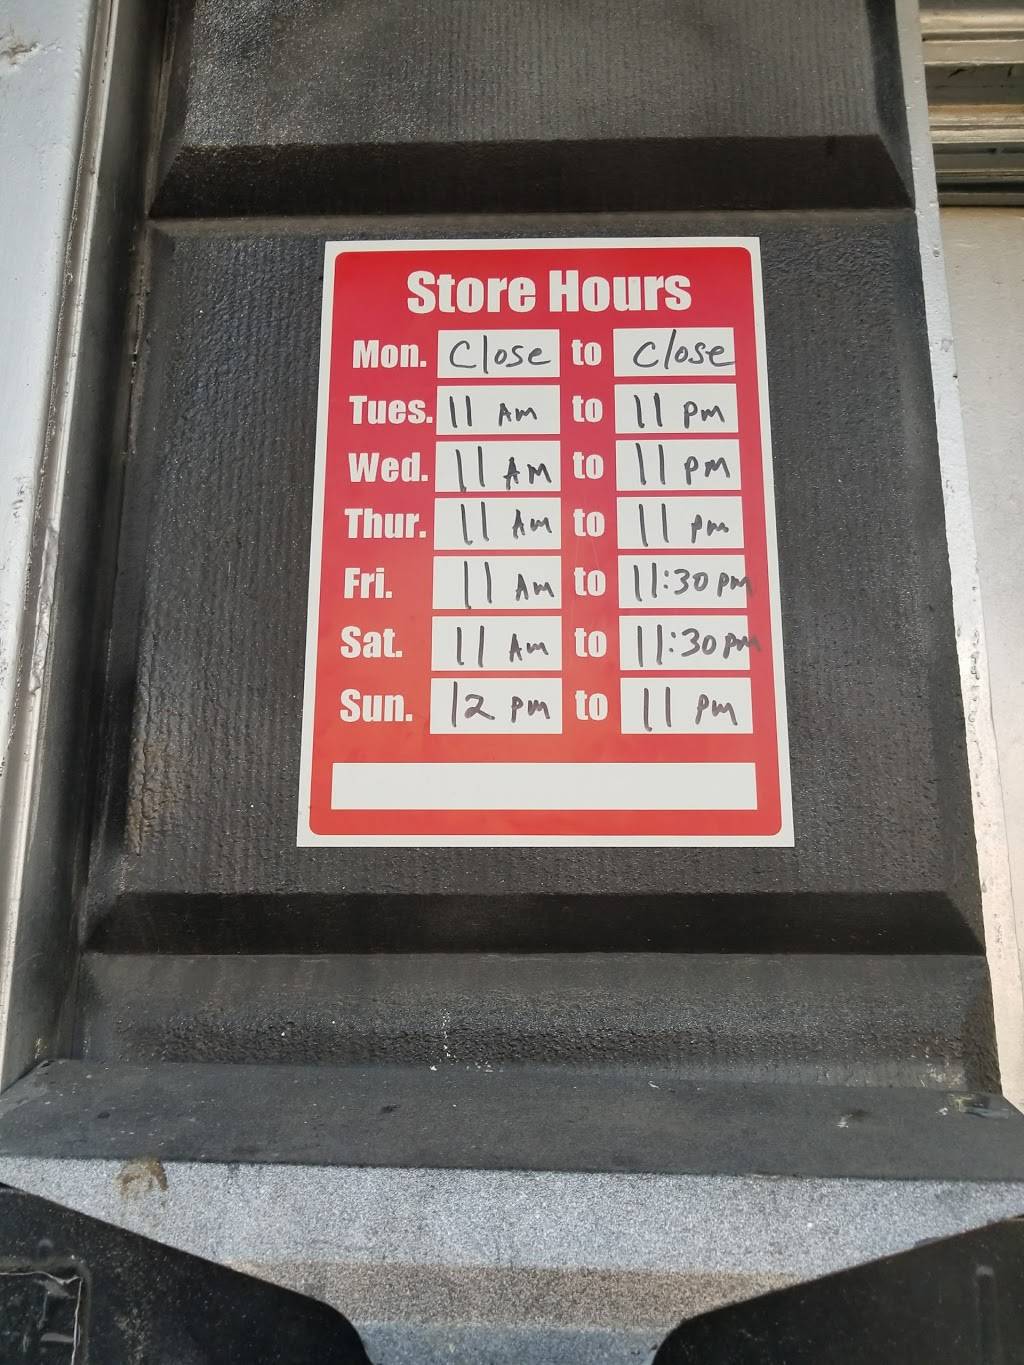 Store Hours
Mon. Close to Close
Tues. 11 Am to 11 pm
Wed. 11 AM to 11 PM
Thur. 11 Am to 11 pm
Fri. 11 Am to 11:30 pm
Sat. 11 Am to 11:30 pm
Sun. 12 pm to 11 pm